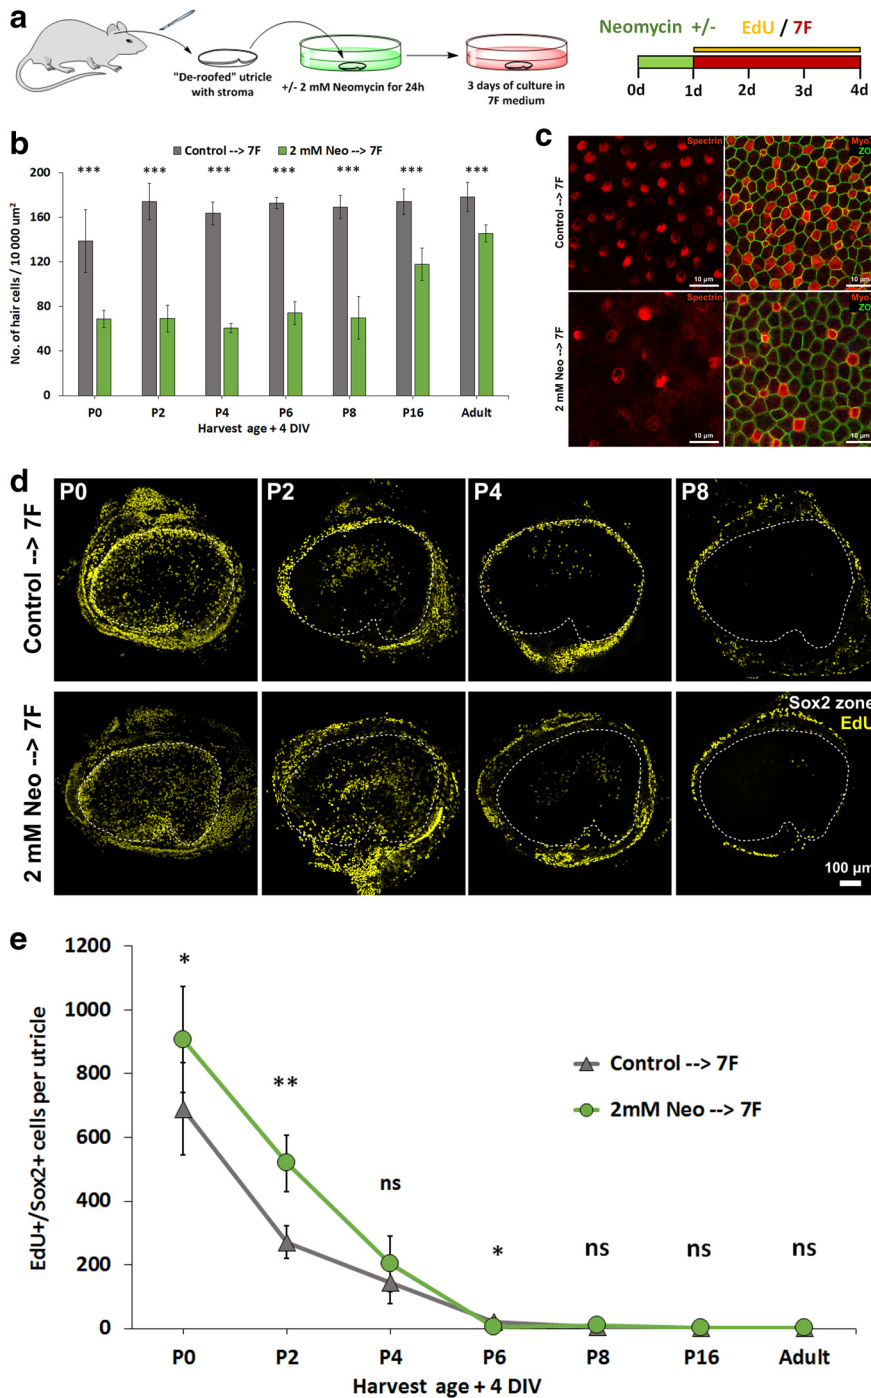 a
"De-roofed" utricle
with stroma
+/- 2 mM Neomycin for 24h
3 days of culture in
7F medium
Neomycin +/-
EdU / 7F
0d 1d 2d 3d 4d
b
Control --> 7F 2 mM Neo --> 7F
No. of hair cells / 10 000 um²
200
160
120
80
40
0
*** *** *** *** *** *** ***
P0 P2 P4 P6 P8 P16 Adult
Harvest age + 4 DIV
c
Control --> 7F
Spectrin
10 µm
Myo7
ZO
10 µm
2 mM Neo --> 7F
Spectrin
10 µm
Myo7
ZO
10 µm
d
P0 P2 P4 P8
Control --> 7F
2 mM Neo --> 7F
Sox2 zone
EdU
100 µm
e
EdU+/Sox2+ cells per utricle
1200
1000
800
600
400
200
0
* ** ns * ns ns ns
Control --> 7F
2mM Neo --> 7F
P0 P2 P4 P6 P8 P16 Adult
Harvest age + 4 DIV